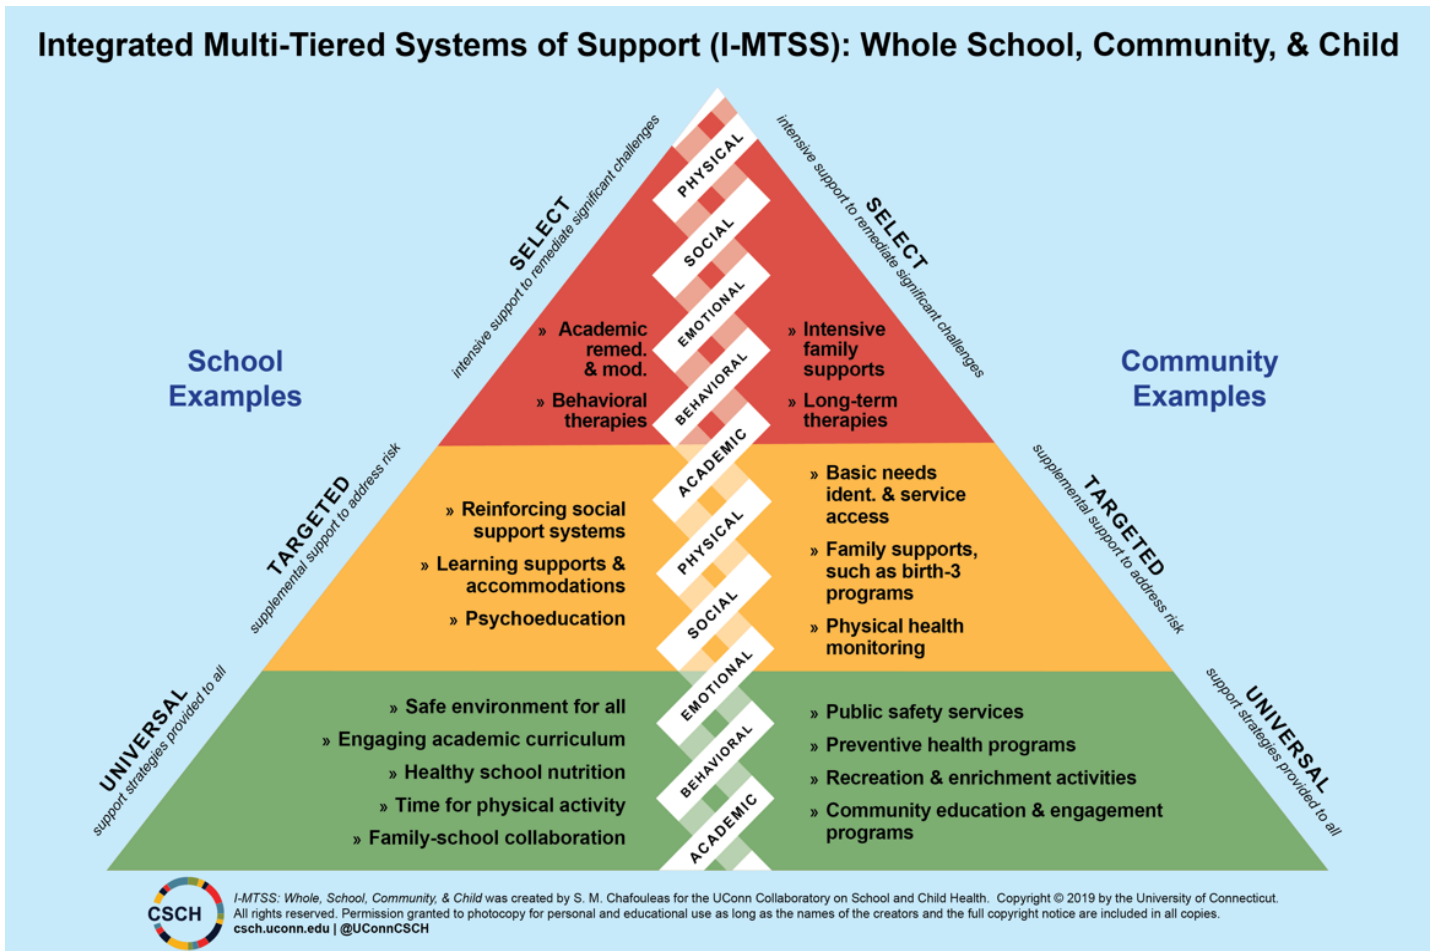 Integrated Multi-Tiered Systems of Support (I-MTSS): Whole School, Community, & Child
School
Examples
SELECT
intensive support to remediate significant challenges
TARGETED
supplemental support to address risk
UNIVERSAL
support strategies provided to all
» Academic
remed.
& mod.
» Behavioral
therapies
» Reinforcing social
support systems
» Learning supports &
accommodations
» Psychoeducation
» Safe environment for all
» Engaging academic curriculum
» Healthy school nutrition
» Time for physical activity
» Family-school collaboration
PHYSICAL
SOCIAL
EMOTIONAL
BEHAVIORAL
ACADEMIC
PHYSICAL
SOCIAL
EMOTIONAL
BEHAVIORAL
ACADEMIC
» Intensive
family
supports
» Long-term
therapies
» Basic needs
ident. & service
access
» Family supports,
such as birth-3
programs
» Physical health
monitoring
» Public safety services
» Preventive health programs
» Recreation & enrichment activities
» Community education & engagement
programs
SELECT
intensive support to remediate significant challenges
TARGETED
supplemental support to address risk
UNIVERSAL
support strategies provided to all
Community
Examples
CSCH
I-MTSS: Whole, School, Community, & Child was created by S. M. Chafouleas for the UConn Collaboratory on School and Child Health. Copyright © 2019 by the University of Connecticut.
All rights reserved. Permission granted to photocopy for personal and educational use as long as the names of the creators and the full copyright notice are included in all copies.
csch.uconn.edu | @UConnCSCH